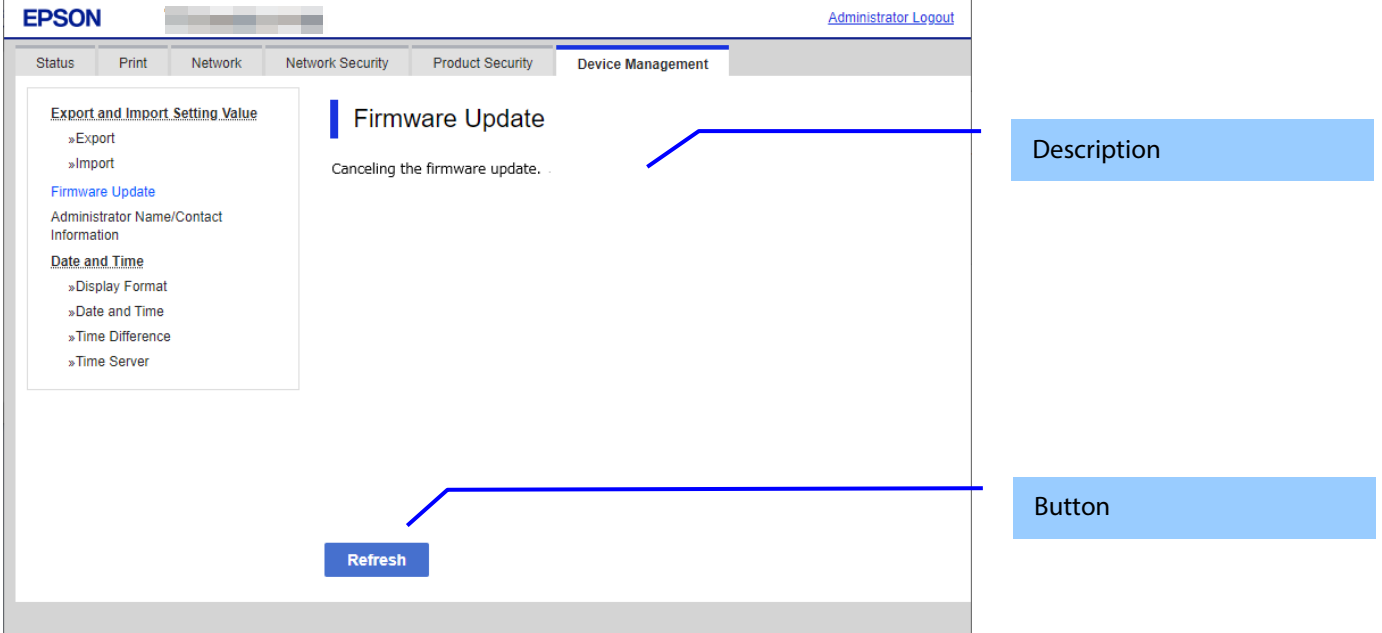 EPSON
Administrator Logout
Status Print Network Network Security Product Security Device Management
Export and Import Setting Value
»Export
»Import
Firmware Update
Administrator Name/Contact
Information
Date and Time
»Display Format
»Date and Time
»Time Difference
»Time Server
Firmware Update
Canceling the firmware update.
Refresh
Description
Button